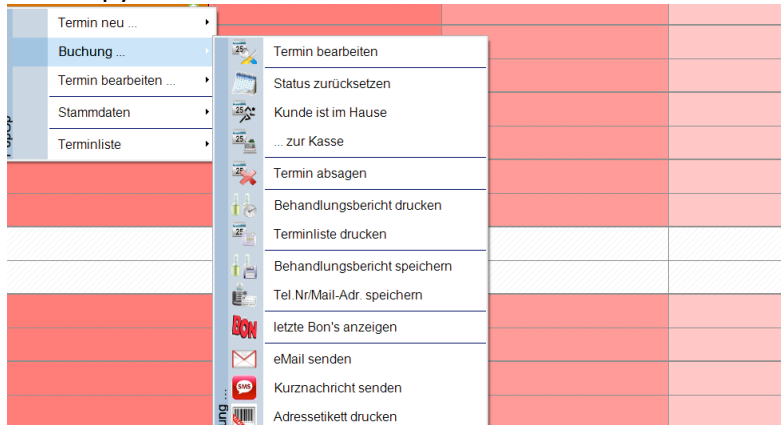 Termin neu ...
Buchung ...
Termin bearbeiten ...
Stammdaten
Terminliste
Termin bearbeiten
Status zurücksetzen
Kunde ist im Hause
... zur Kasse
Termin absagen
Behandlungsbericht drucken
Terminliste drucken
Behandlungsbericht speichern
Tel.Nr/Mail-Adr. speichern
BON letzte Bon's anzeigen
eMail senden
SMS Kurznachricht senden
Adressetikett drucken